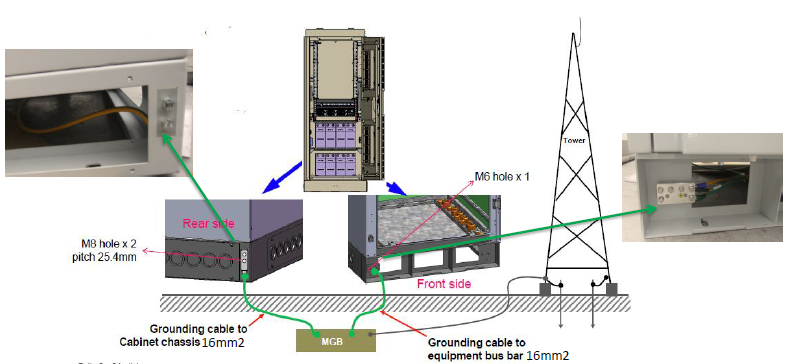 Tower
M6 hole x 1
Rear side
M8 hole x 2
pitch 25.4mm
Front side
Grounding cable to
Cabinet chassis 16mm2
MGB
Grounding cable to
equipment bus bar 16mm2